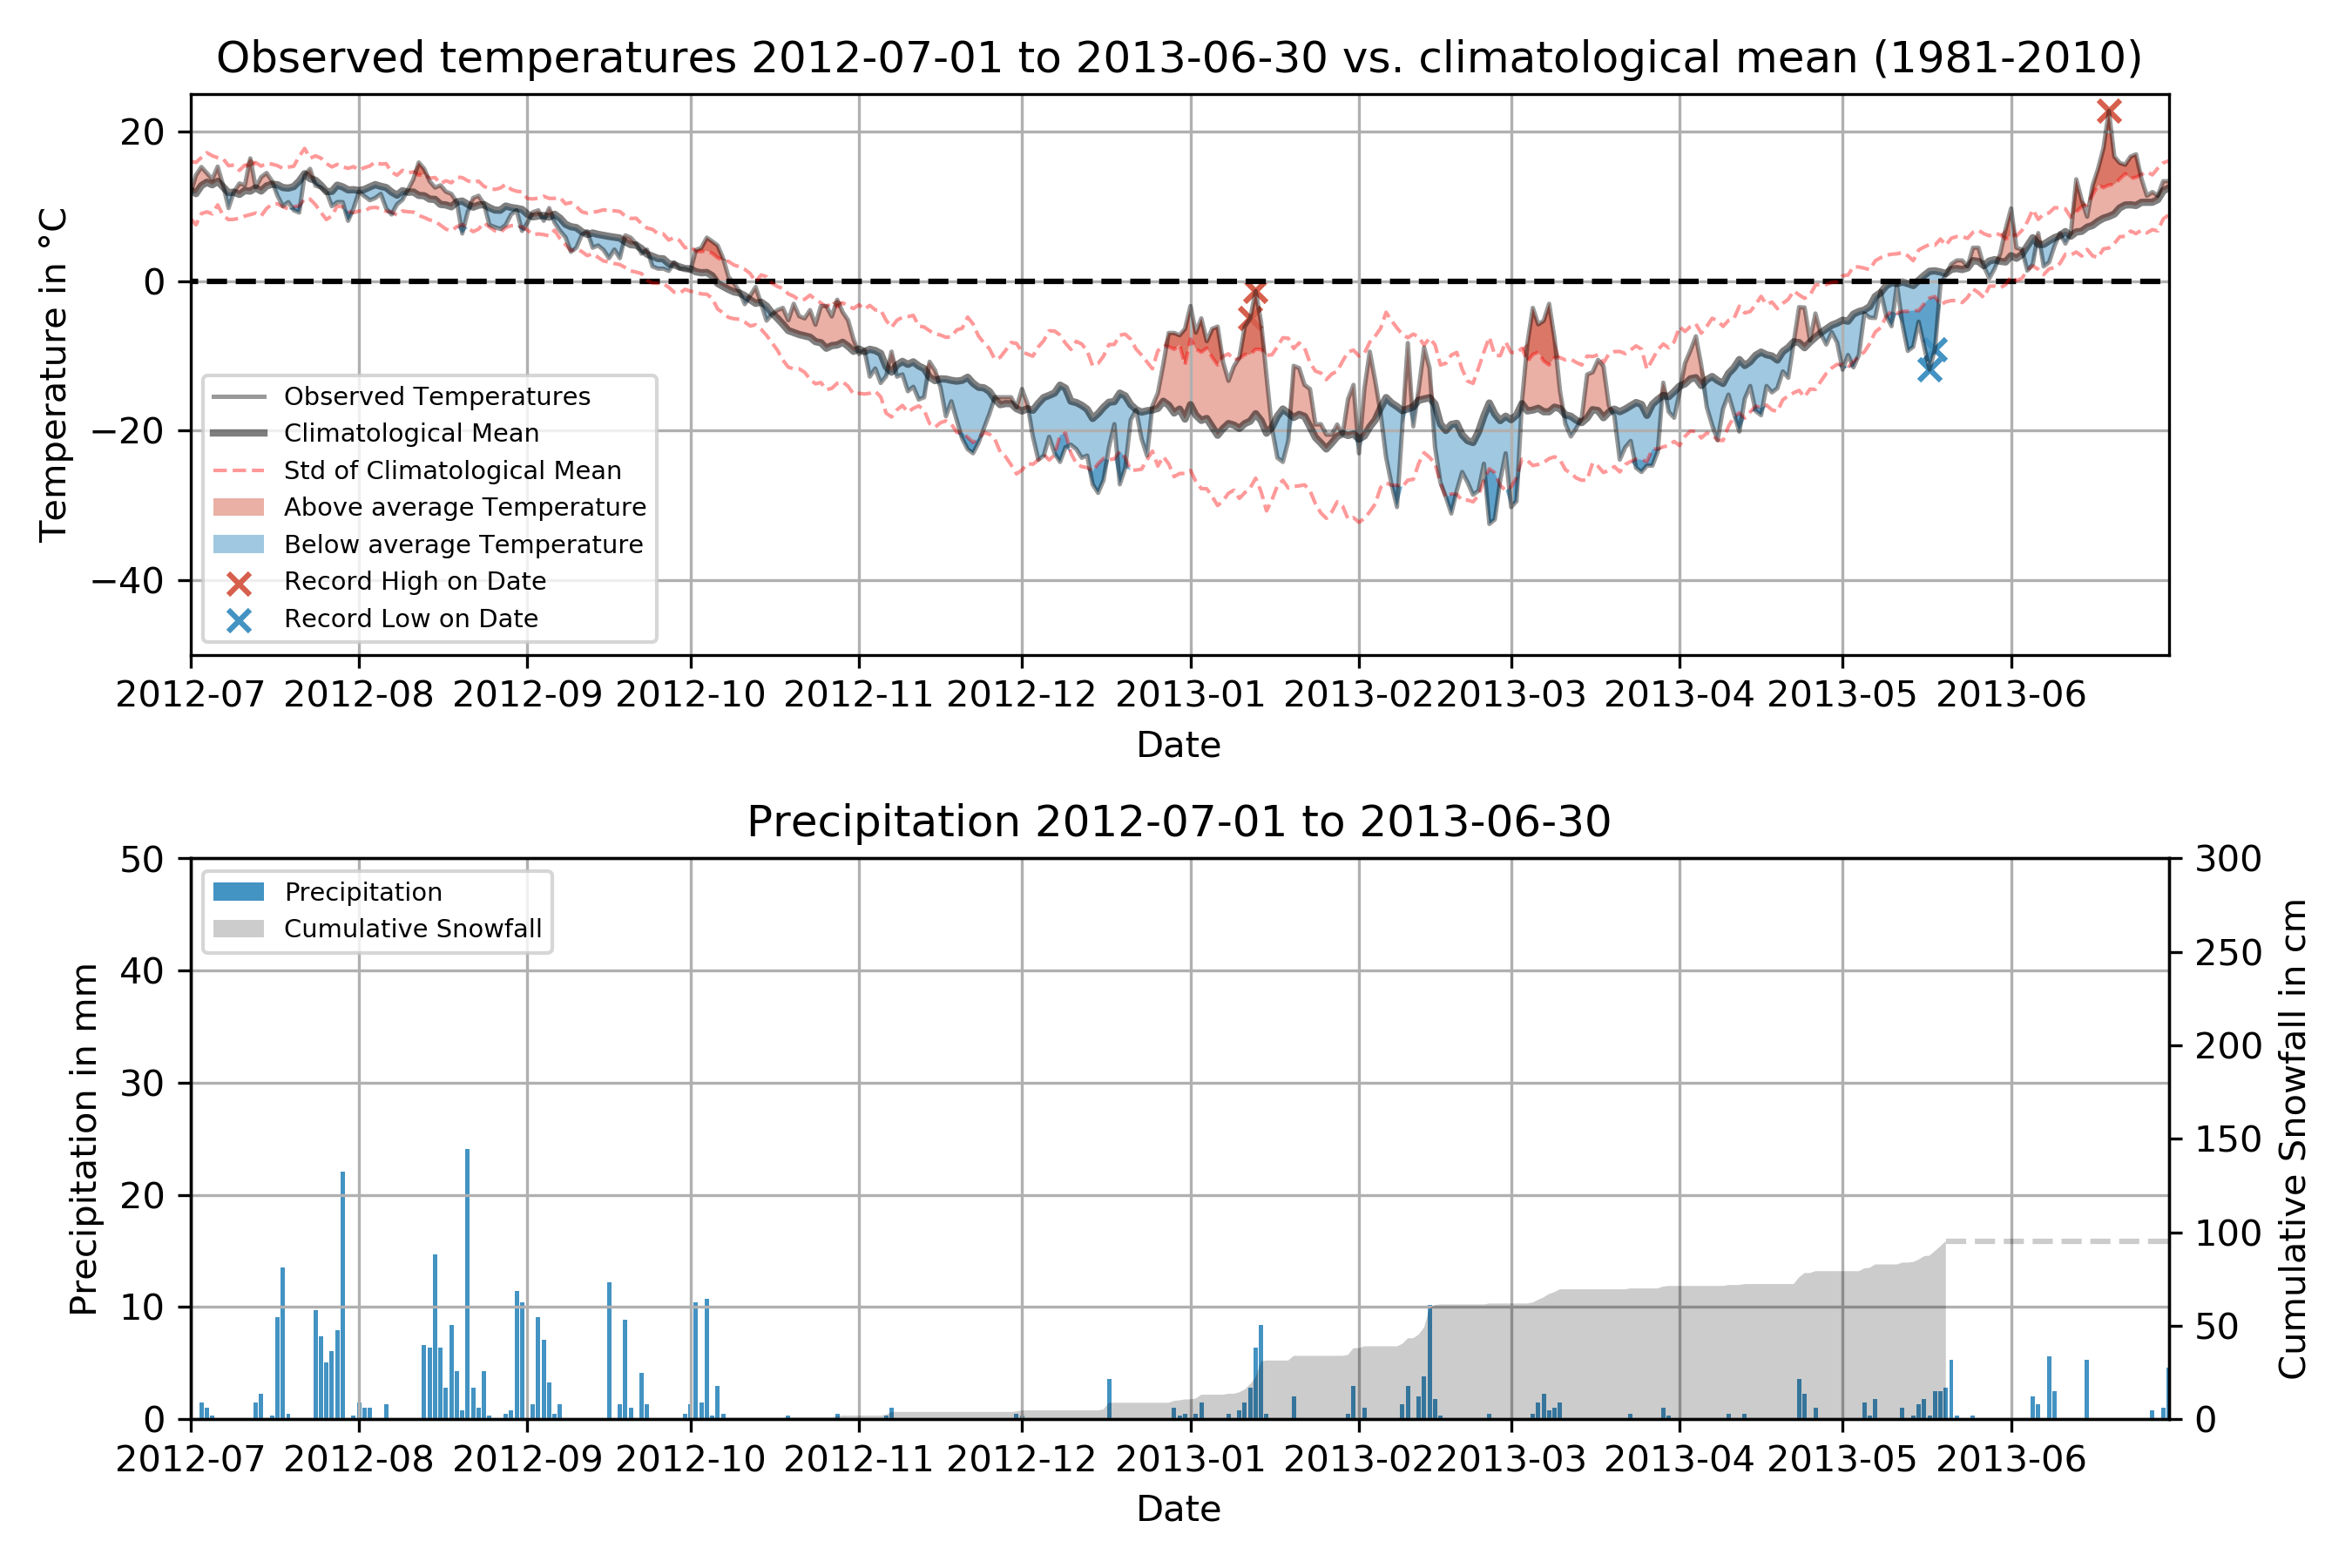 Observed temperatures 2012-07-01 to 2013-06-30 vs. climatological mean (1981-2010)
Temperature in °C
20
0
−20
−40
Observed Temperatures
Climatological Mean
Std of Climatological Mean
Above average Temperature
Below average Temperature
Record High on Date
Record Low on Date
2012-07 2012-08 2012-09 2012-10 2012-11 2012-12 2013-01 2013-02 2013-03 2013-04 2013-05 2013-06
Date
Precipitation 2012-07-01 to 2013-06-30
Precipitation in mm
50
40
30
20
10
0
Precipitation
Cumulative Snowfall
300
250
200
150
100
50
0
Cumulative Snowfall in cm
2012-07 2012-08 2012-09 2012-10 2012-11 2012-12 2013-01 2013-02 2013-03 2013-04 2013-05 2013-06
Date